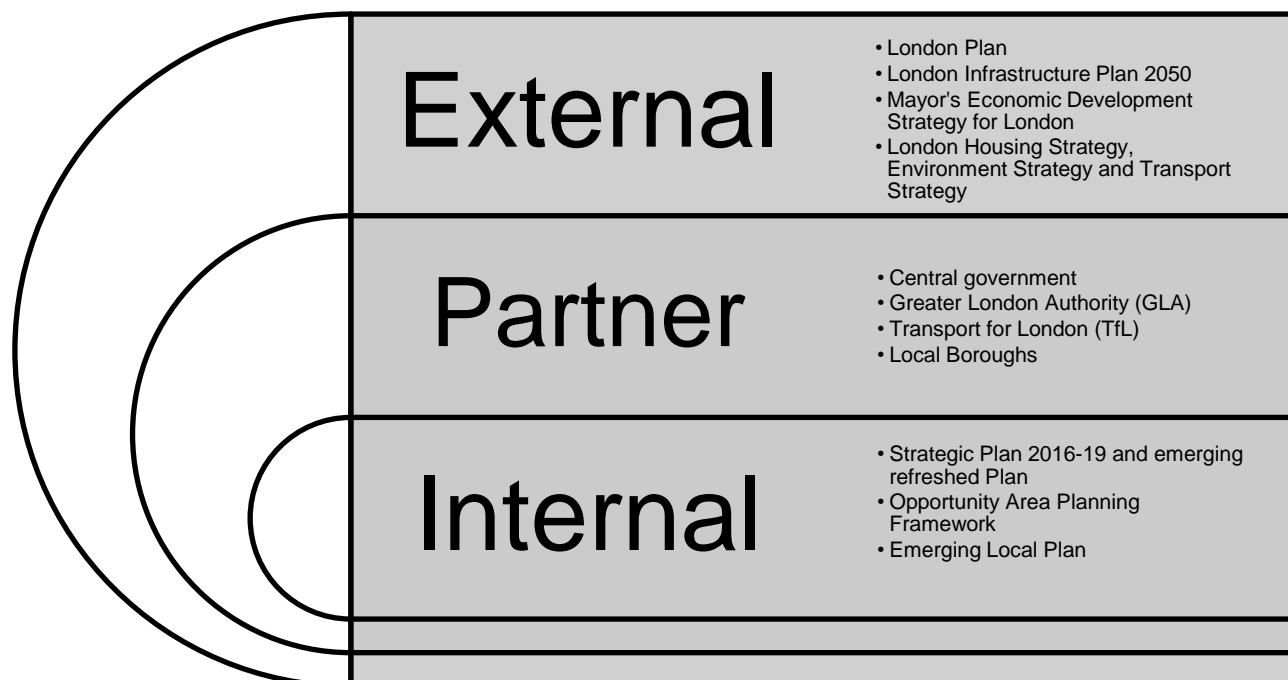 External
• London Plan
• London Infrastructure Plan 2050
• Mayor's Economic Development
Strategy for London
• London Housing Strategy,
Environment Strategy and Transport
Strategy
Partner
• Central government
• Greater London Authority (GLA)
• Transport for London (TfL)
• Local Boroughs
Internal
• Strategic Plan 2016-19 and emerging
refreshed Plan
• Opportunity Area Planning
Framework
• Emerging Local Plan